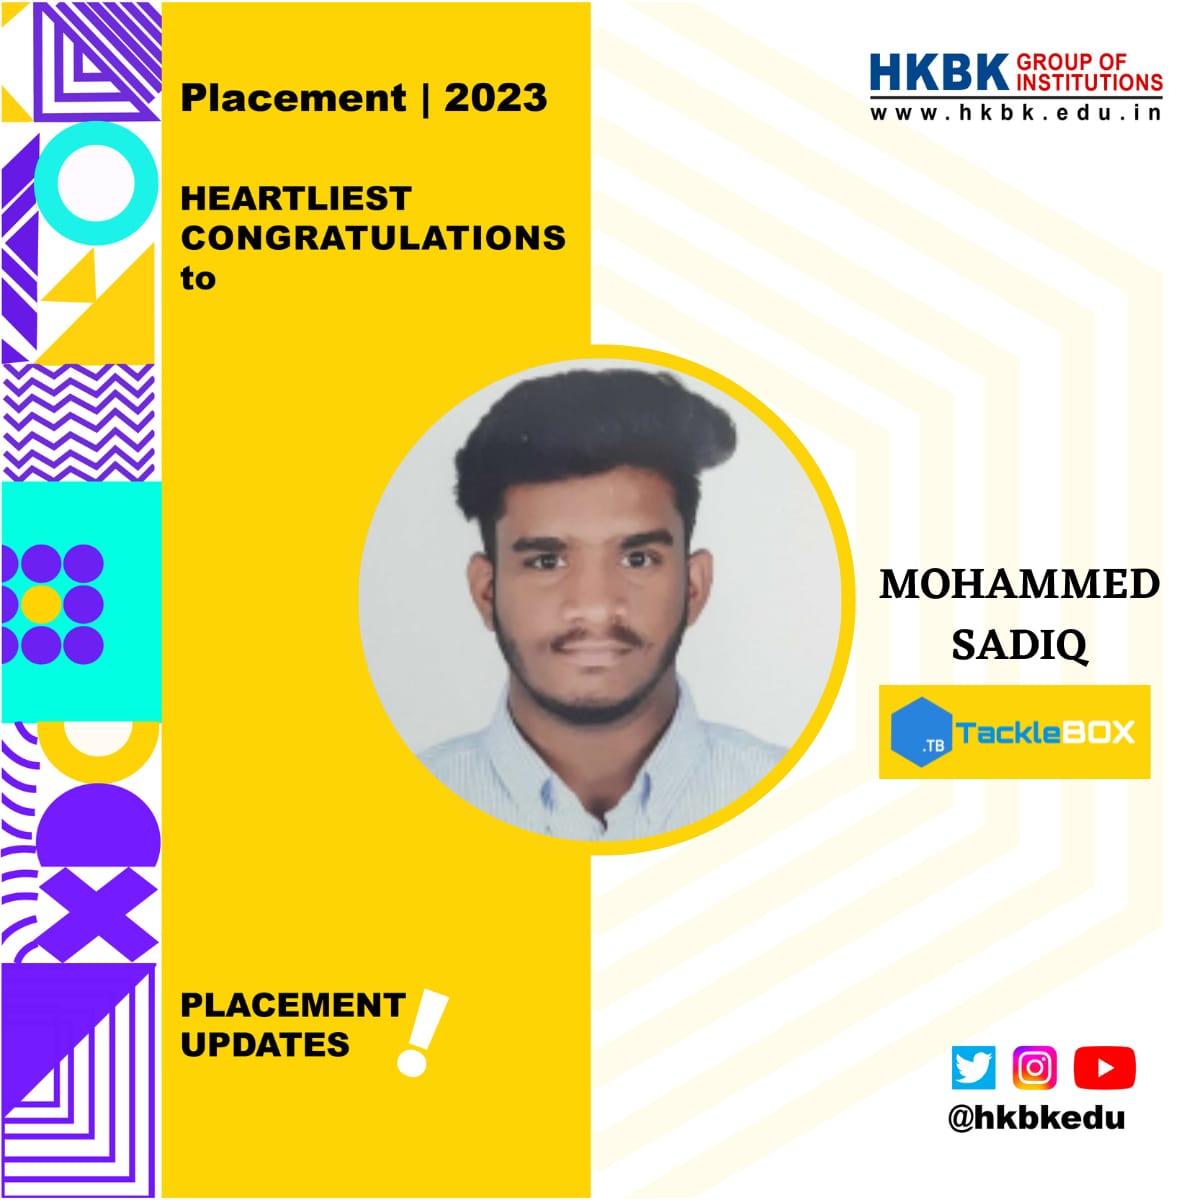 Placement | 2023
HKBK GROUP OF
INSTITUTIONS
www.hkbk.edu.in
HEARTLIEST
CONGRATULATIONS
to
MOHAMMED
SADIQ
.TB TackleBOX
PLACEMENT
UPDATES !
@hkbkedu